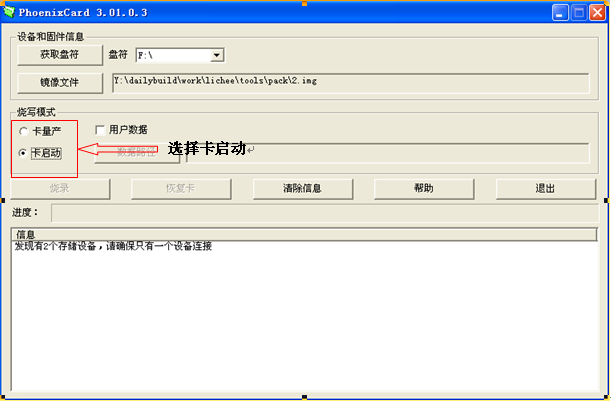 PhoenixCard 3.01.0.3
设备和固件信息
获取盘符 盘符 F:\
镜像文件 Y:\dailybuild\work\lichee\tools\pack\2.img
烧写模式
卡量产 用户数据
卡启动 数据路径 选择卡启动↵
烧录 恢复卡 清除信息 帮助 退出
进度：
信息
发现有2个存储设备，请确保只有一个设备连接